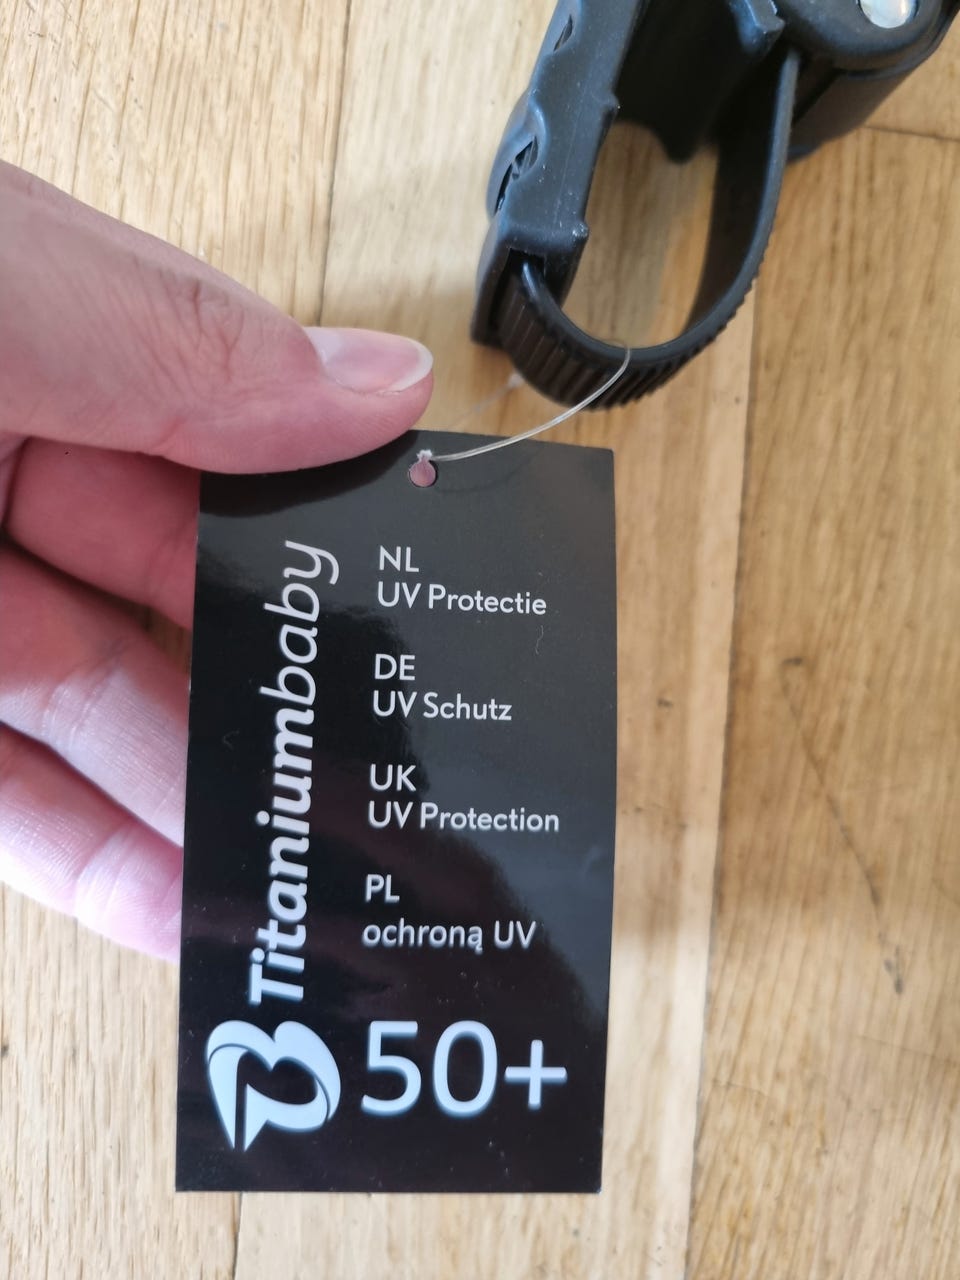 Titaniumbaby
NL
UV Protectie
DE
UV Schutz
UK
UV Protection
PL
ochroną UV
50+